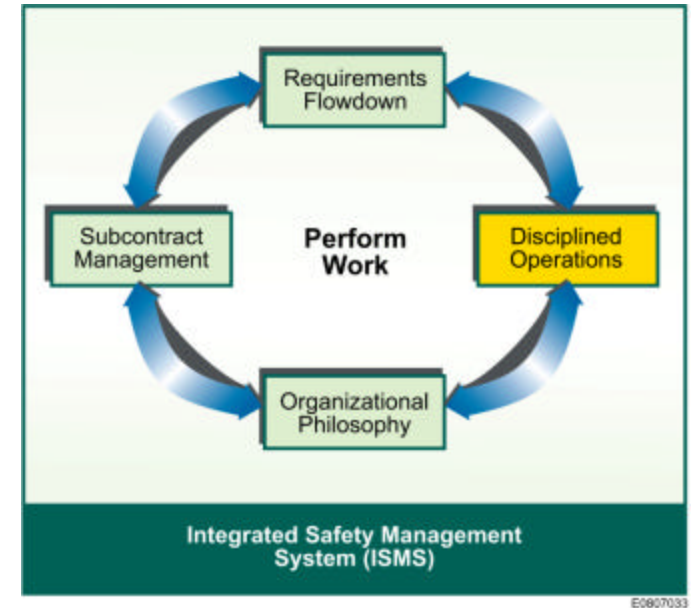 Requirements
Flowdown
Subcontract
Management
Perform
Work
Disciplined
Operations
Organizational
Philosophy
Integrated Safety Management
System (ISMS)
E0807033